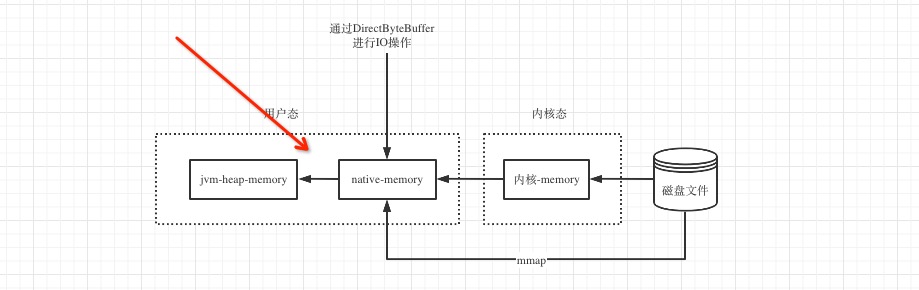 通过DirectByteBuffer
进行IO操作
用户态
内核态
jvm-heap-memory
native-memory
内核-memory
磁盘文件
mmap